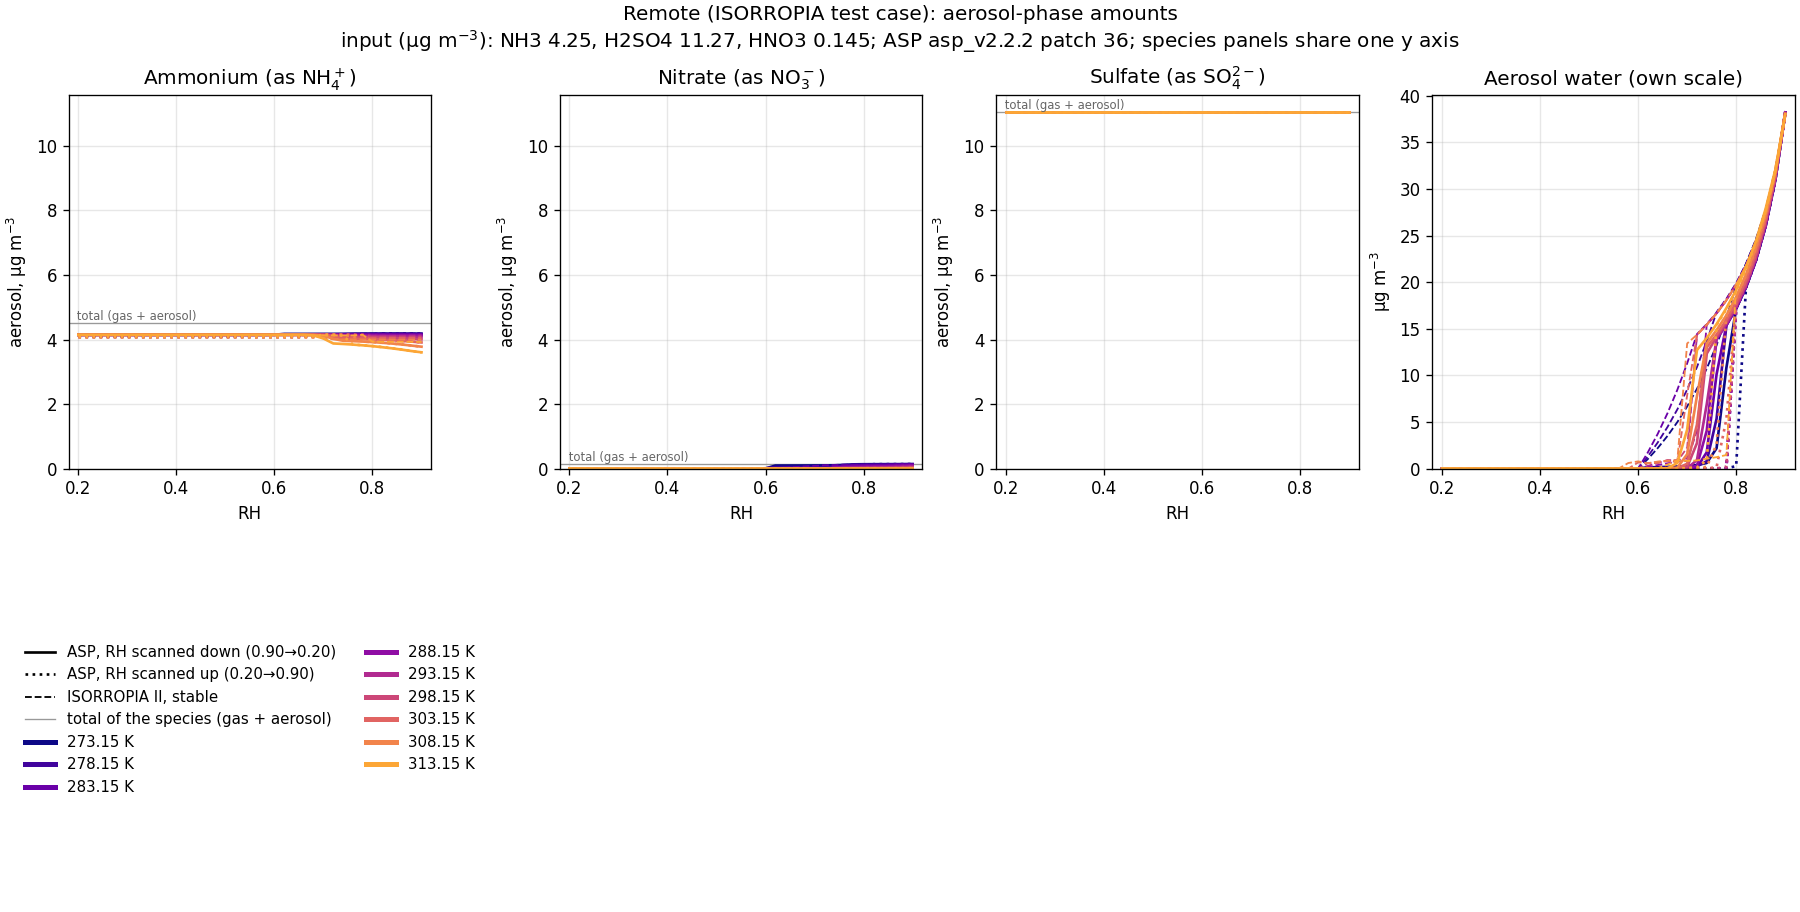 Remote (ISORROPIA test case): aerosol-phase amounts
input (µg m⁻³): NH3 4.25, H2SO4 11.27, HNO3 0.145; ASP asp_v2.2.2 patch 36; species panels share one y axis
Ammonium (as NH₄⁺)
aerosol, µg m⁻³
10
8
6
4
2
0
total (gas + aerosol)
0.2 0.4 0.6 0.8
RH
Nitrate (as NO₃⁻)
aerosol, µg m⁻³
10
8
6
4
2
0
total (gas + aerosol)
0.2 0.4 0.6 0.8
RH
Sulfate (as SO₄²⁻)
aerosol, µg m⁻³
10
8
6
4
2
0
total (gas + aerosol)
0.2 0.4 0.6 0.8
RH
Aerosol water (own scale)
µg m⁻³
40
35
30
25
20
15
10
5
0
0.2 0.4 0.6 0.8
RH
ASP, RH scanned down (0.90→0.20)
ASP, RH scanned up (0.20→0.90)
ISORROPIA II, stable
total of the species (gas + aerosol)
273.15 K
278.15 K
283.15 K
288.15 K
293.15 K
298.15 K
303.15 K
308.15 K
313.15 K